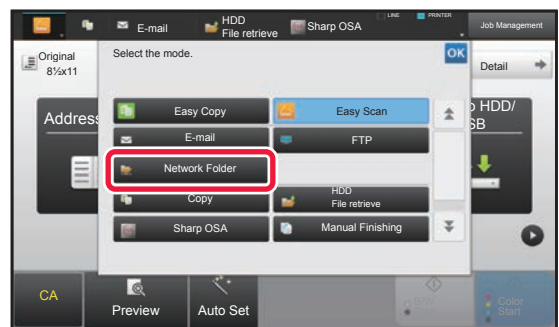 E-mail
HDD
File retrieve
Sharp OSA
LINE
PRINTER
Job Management
Original
8½x11
Select the mode.
OK
Detail
Address
HDD/
Easy Copy
Easy Scan
E-mail
FTP
Network Folder
Copy
HDD
File retrieve
Sharp OSA
Manual Finishing
CA
Preview
Auto Set
B/W
Start
Color
Start